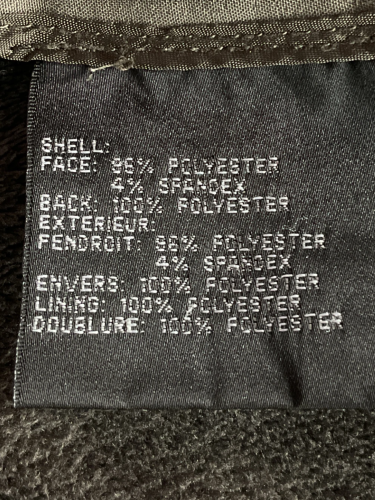 SHELL:
FACE: 96% POLYESTER
4% SPANDEX
BACK: 100% POLYESTER
EXTERIEUR:
FENDROIT: 96% POLYESTER
4% SPANDEX
ENVERS: 100% POLYESTER
LINING: 100% POLYESTER
DOUBLURE: 100% POLYESTER